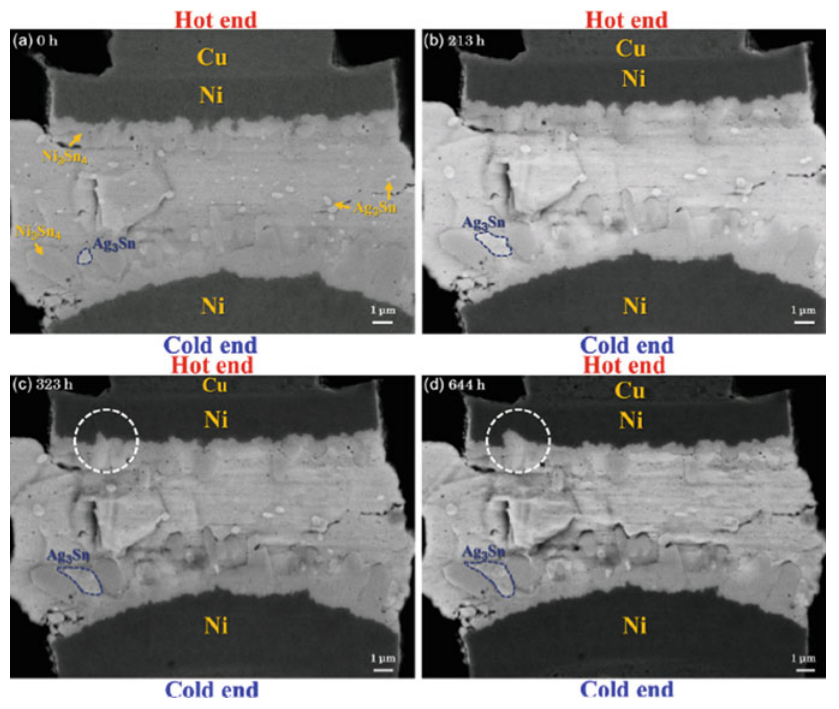 Hot end
(a) 0 h
Cu
Ni
Ni₃Sn₄
Ag₃Sn
Ni₃Sn₄
Ag₃Sn
Ni
1 μm
Cold end
Hot end
(b) 213 h
Cu
Ni
Ag₃Sn
Ni
1 μm
Cold end
Hot end
(c) 323 h
Cu
Ni
Ag₃Sn
Ni
1 μm
Cold end
Hot end
(d) 644 h
Cu
Ni
Ag₃Sn
Ni
1 μm
Cold end